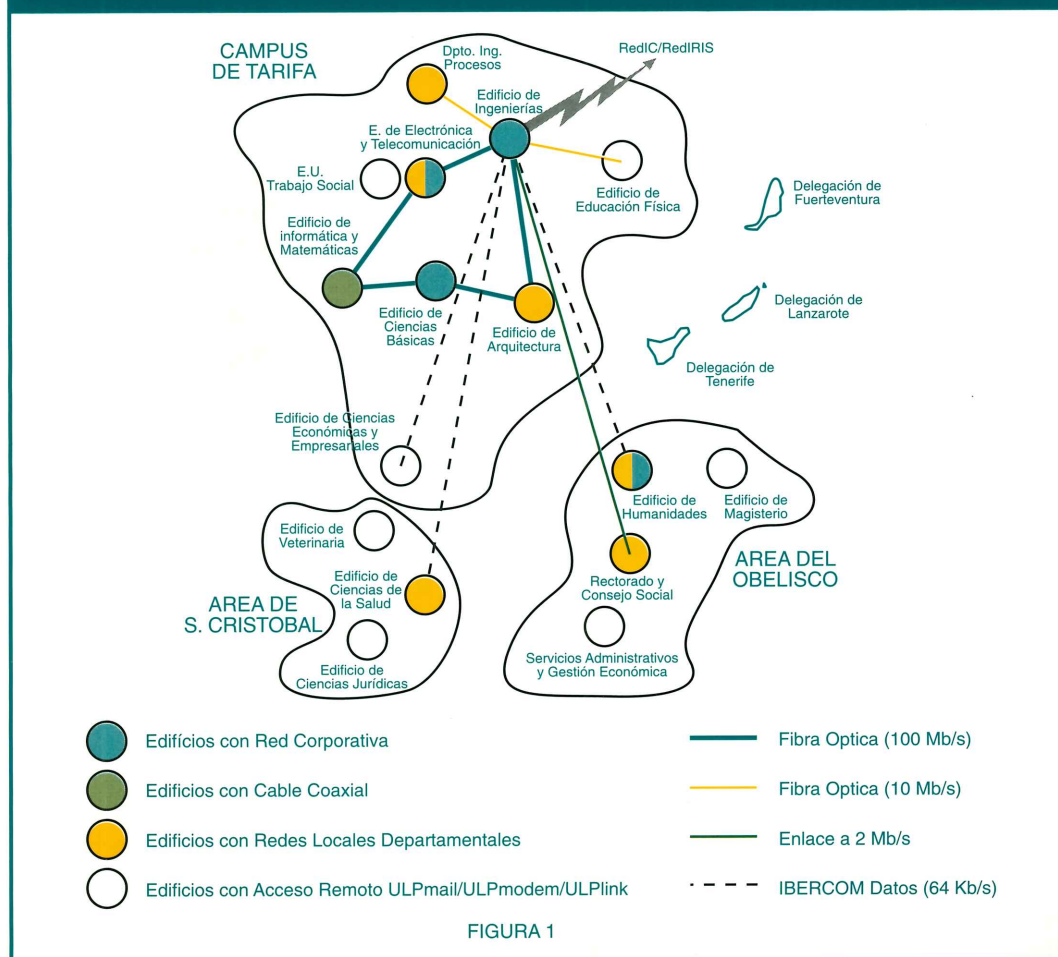 CAMPUS
DE TARIFA
Dpto. Ing.
Procesos
RedIC/RedIRIS
Edificio de
Ingenierías
E. de Electrónica
y Telecomunicación
E.U.
Trabajo Social
Edificio de
Educación Física
Delegación de
Fuerteventura
Edificio de
informática y
Matemáticas
Delegación de
Lanzarote
Edificio de
Ciencias
Básicas
Edificio de
Arquitectura
Delegación de
Tenerife
Edificio de Ciencias
Económicas y
Empresariales
Edificio de
Humanidades
Edificio de
Magisterio
Edificio de
Veterinaria
Edificio de
Ciencias de
la Salud
AREA DE
S. CRISTOBAL
Rectorado y
Consejo Social
AREA DEL
OBELISCO
Edificio de
Ciencias Jurídicas
Servicios Administrativos
y Gestión Económica
Edifícios con Red Corporativa
Fibra Optica (100 Mb/s)
Edificios con Cable Coaxial
Fibra Optica (10 Mb/s)
Edificios con Redes Locales Departamentales
Enlace a 2 Mb/s
Edificios con Acceso Remoto ULPmail/ULPmodem/ULPlink
IBERCOM Datos (64 Kb/s)
FIGURA 1